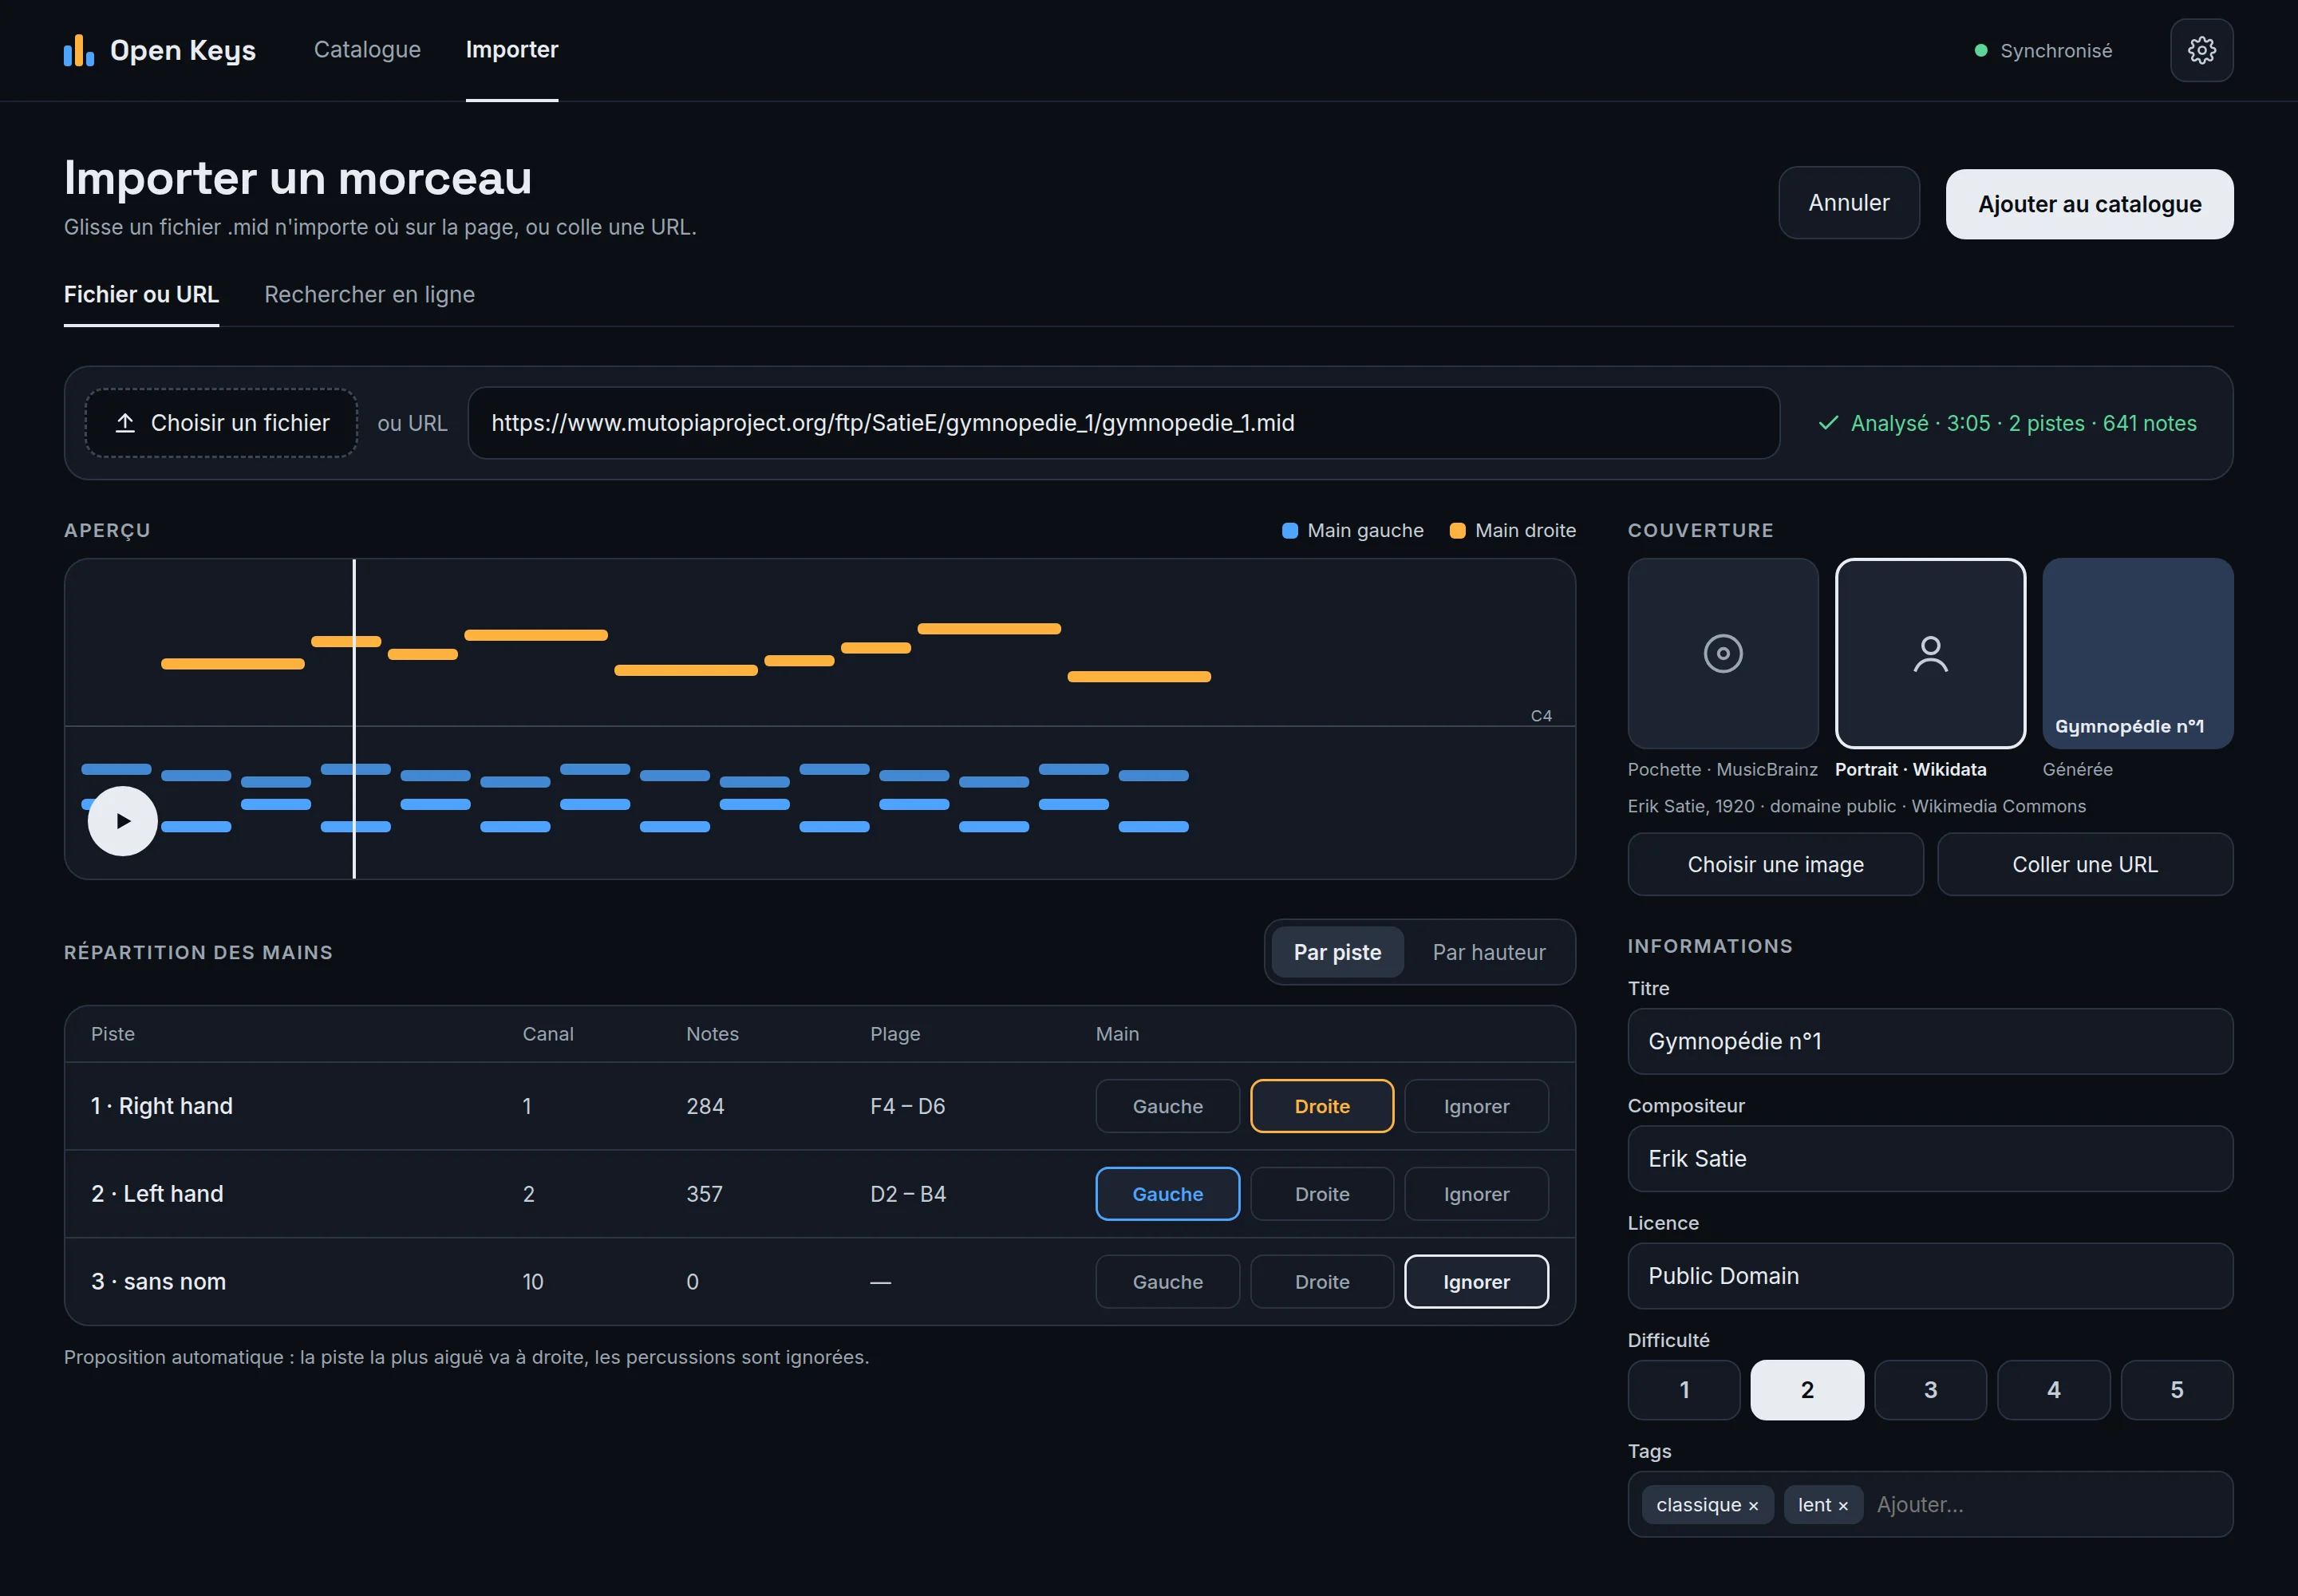 Open Keys
Catalogue
Importer
Synchronisé
Importer un morceau
Glisse un fichier .mid n'importe où sur la page, ou colle une URL.
Annuler
Ajouter au catalogue
Fichier ou URL
Rechercher en ligne
Choisir un fichier
ou URL
https://www.mutopiaproject.org/ftp/SatieE/gymnopedie_1/gymnopedie_1.mid
Analysé · 3:05 · 2 pistes · 641 notes
APERÇU
Main gauche
Main droite
C4
RÉPARTITION DES MAINS
Par piste
Par hauteur
Piste Canal Notes Plage Main
1 · Right hand 1 284 F4 – D6 Gauche Droite Ignorer
2 · Left hand 2 357 D2 – B4 Gauche Droite Ignorer
3 · sans nom 10 0 — Gauche Droite Ignorer
Proposition automatique : la piste la plus aiguë va à droite, les percussions sont ignorées.
COUVERTURE
Gymnopédie n°1
Pochette · MusicBrainz
Portrait · Wikidata
Générée
Erik Satie, 1920 · domaine public · Wikimedia Commons
Choisir une image
Coller une URL
INFORMATIONS
Titre
Gymnopédie n°1
Compositeur
Erik Satie
Licence
Public Domain
Difficulté
1 2 3 4 5
Tags
classique × lent × Ajouter...